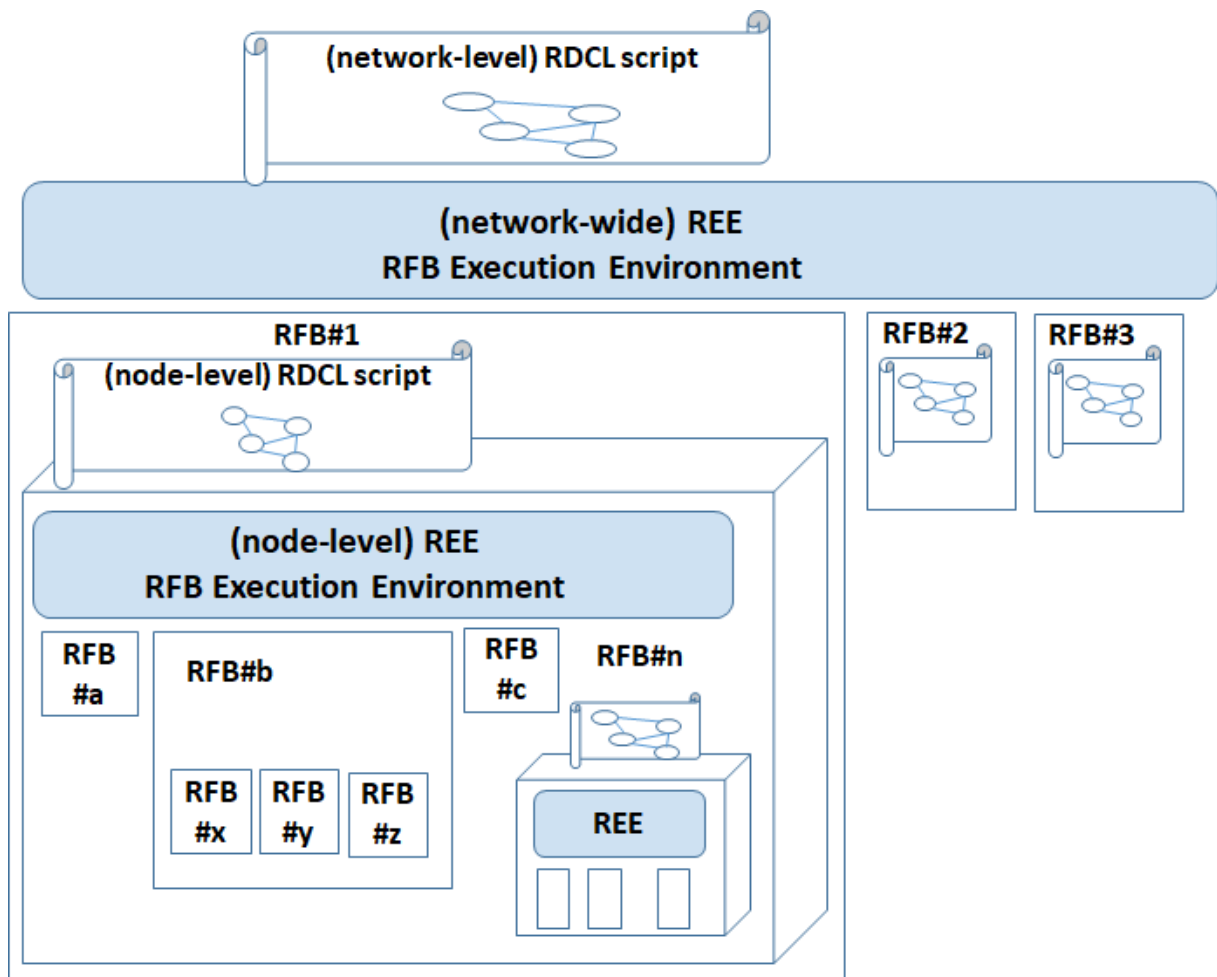 (network-level) RDCL script
(network-wide) REE
RFB Execution Environment
RFB#1
RFB#2
RFB#3
(node-level) RDCL script
(node-level) REE
RFB Execution Environment
RFB
#a
RFB#b
RFB
#c
RFB#n
RFB
#x
RFB
#y
RFB
#z
REE